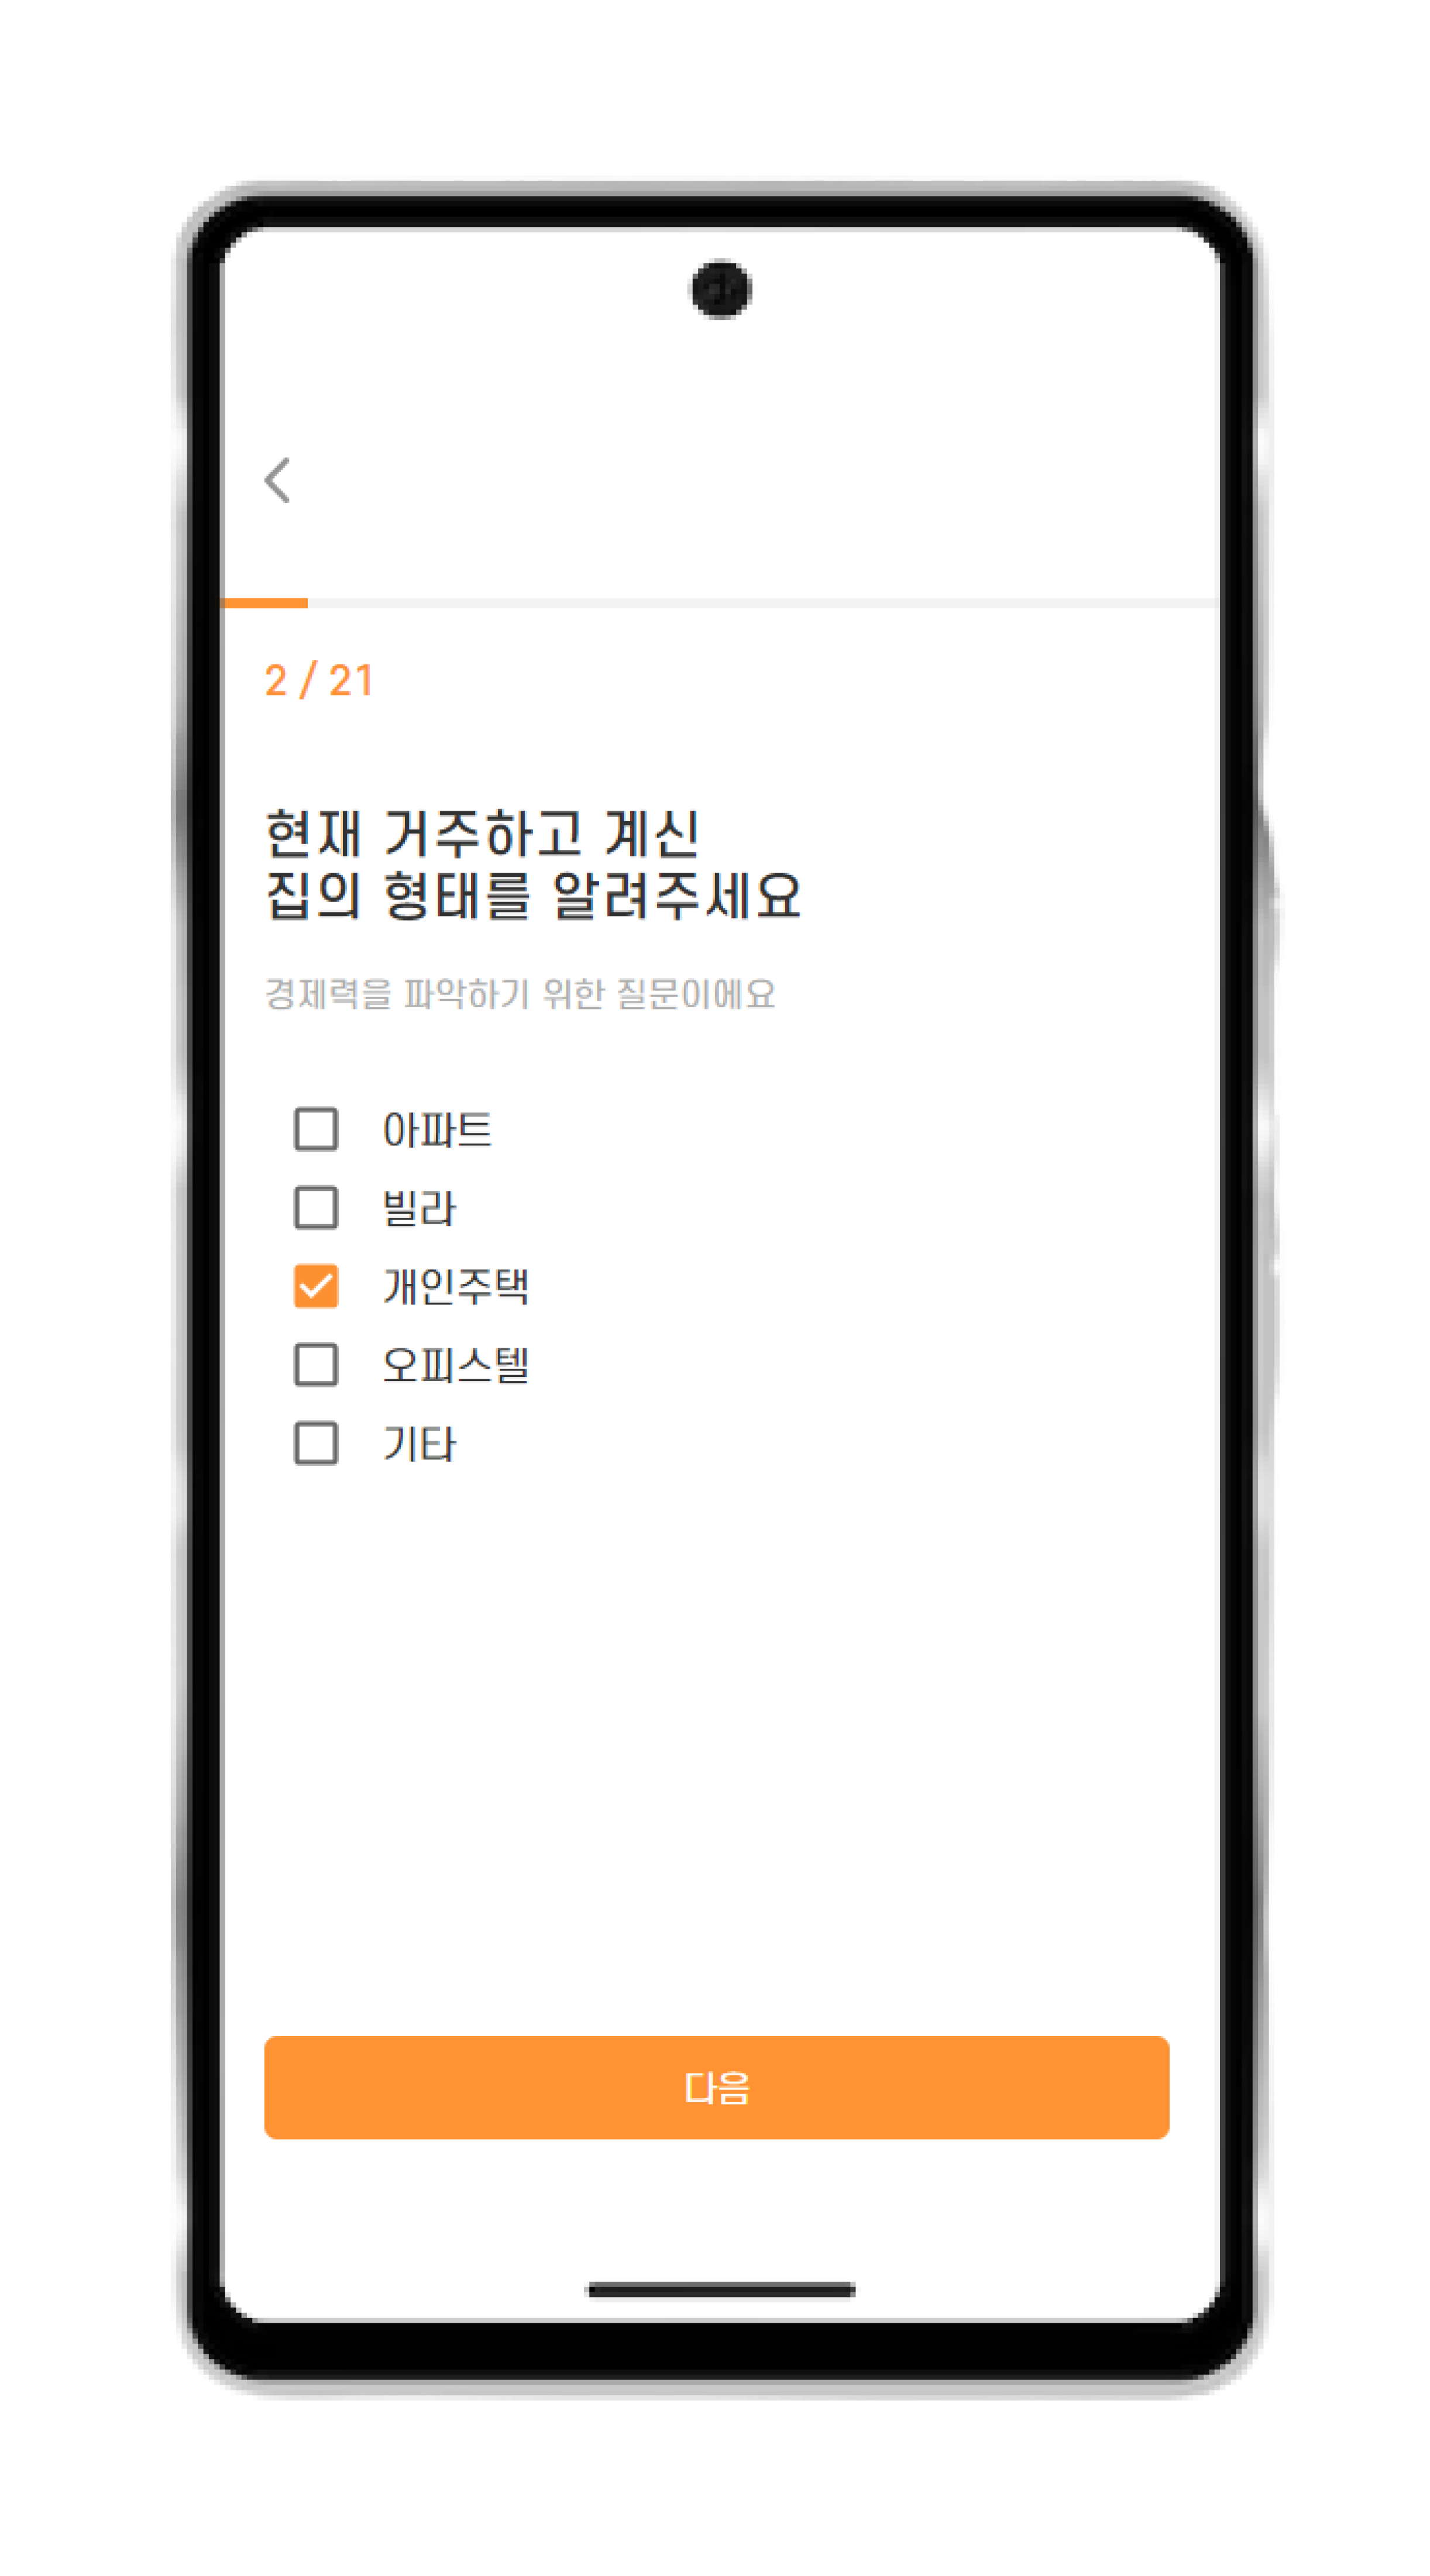 2 / 21
현재 거주하고 계신
집의 형태를 알려주세요
경제력을 파악하기 위한 질문이에요
아파트
빌라
개인주택
오피스텔
기타
다음